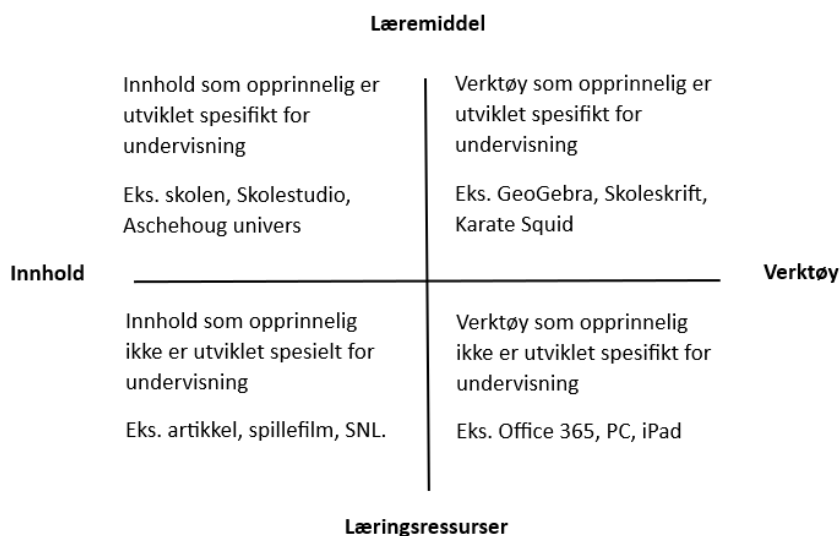 Læremiddel
Innhold som opprinnelig er
utviklet spesifikt for
undervisning
Eks. skolen, Skolestudio,
Aschehoug univers
Verktøy som opprinnelig er
utviklet spesifikt for
undervisning
Eks. GeoGebra, Skoleskrift,
Karate Squid
Innhold
Verktøy
Innhold som opprinnelig
ikke er utviklet spesielt for
undervisning
Eks. artikkel, spillefilm, SNL.
Verktøy som opprinnelig
ikke er utviklet spesifikt for
undervisning
Eks. Office 365, PC, iPad
Læringsressurser